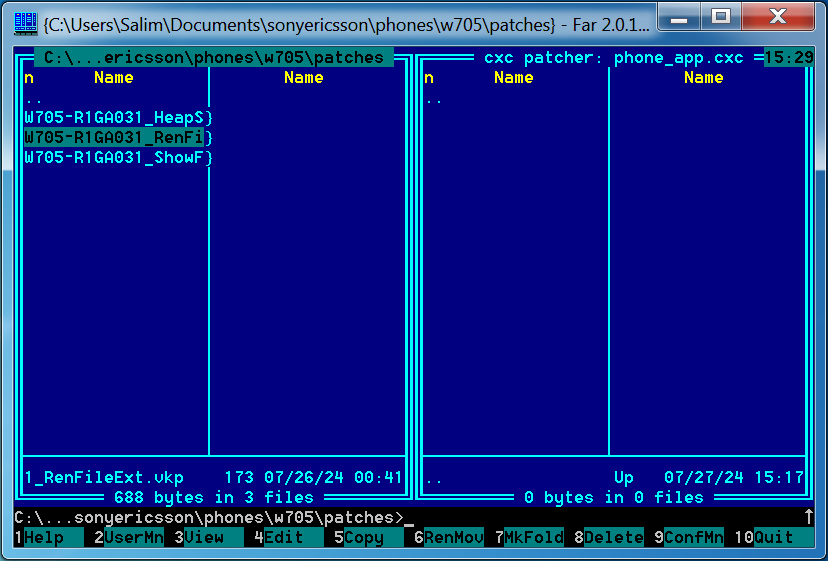 {C:\Users\Salim\Documents\sonyericsson\phones\w705\patches} - Far 2.0.1...
C:\...ericsson\phones\w705\patches
cxc patcher: phone_app.cxc
15:29
n Name Name
n Name Name
..
..
W705-R1GA031_HeapS}
W705-R1GA031_RenFi}
W705-R1GA031_ShowF}
1_RenFileExt.vkp 173 07/26/24 00:41
.. Up 07/27/24 15:17
688 bytes in 3 files
0 bytes in 0 files
C:\...sonyericsson\phones\w705\patches>_
1Help 2UserMn 3View 4Edit 5Copy 6RenMov 7MkFold 8Delete 9ConfMn 10Quit